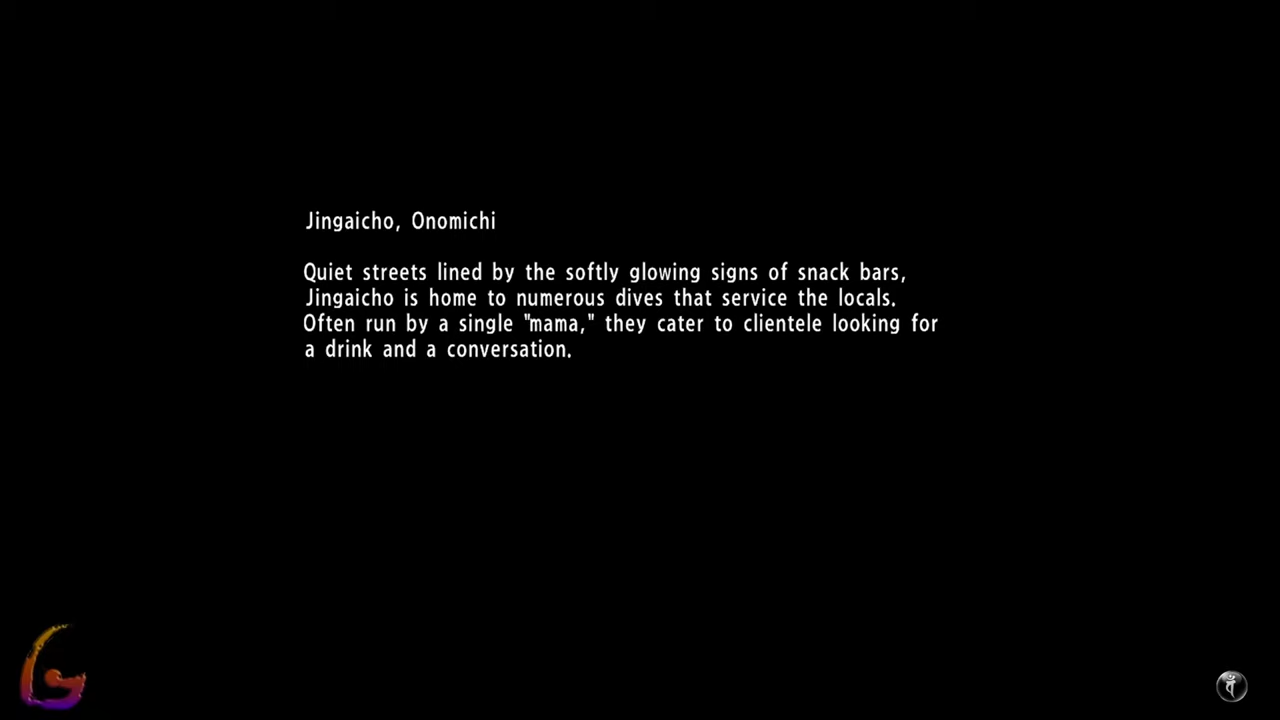 Jingaicho, Onomichi
Quiet streets lined by the softly glowing signs of snack bars,
Jingaicho is home to numerous dives that service the locals.
Often run by a single "mama," they cater to clientele looking for
a drink and a conversation.